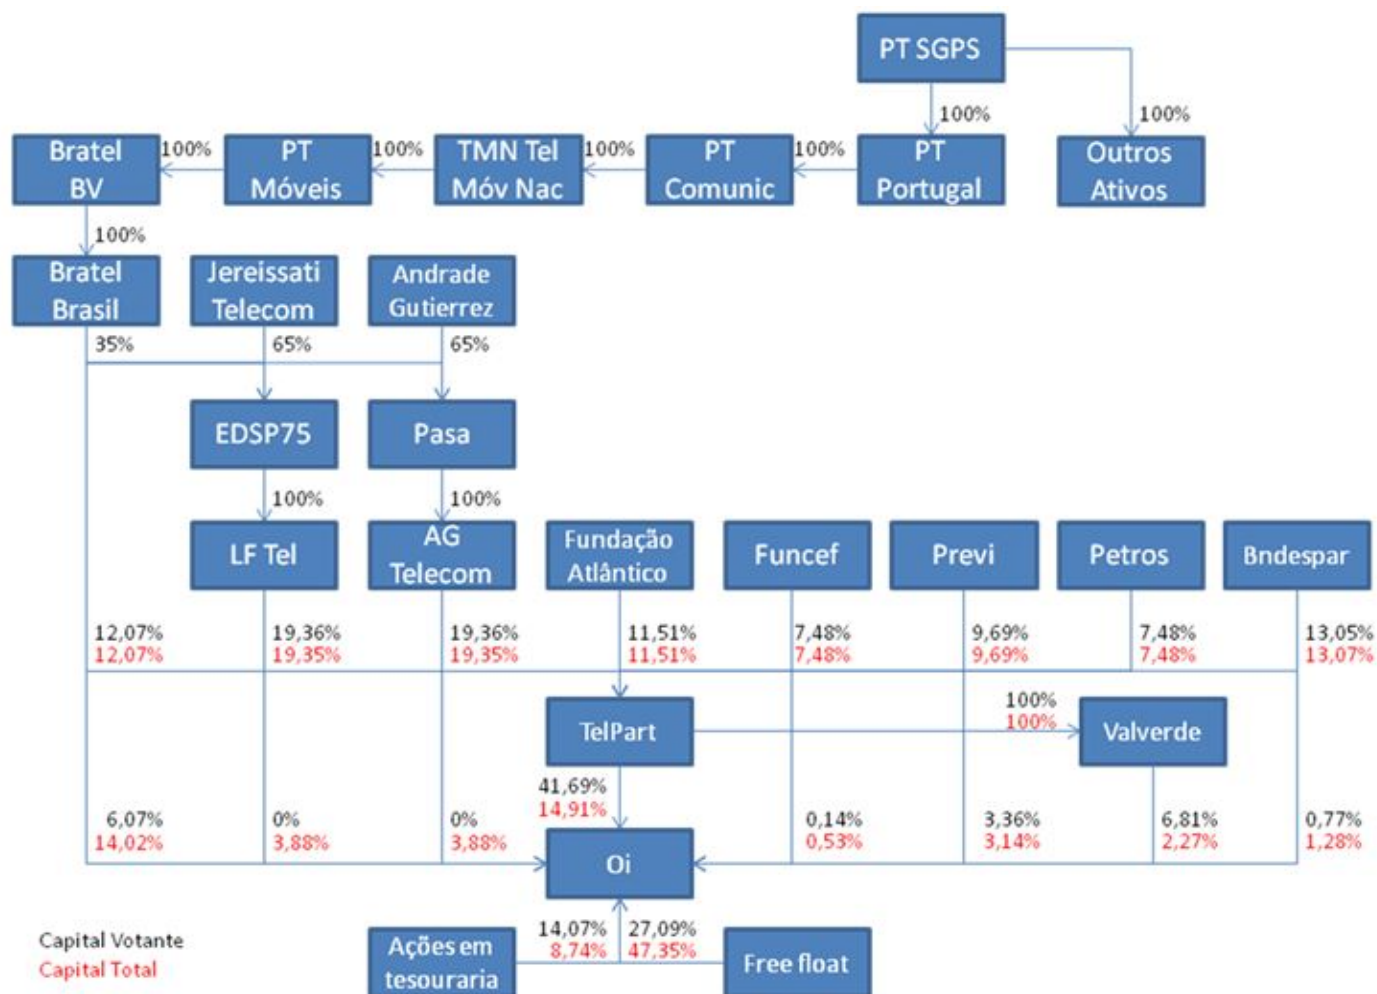 PT SGPS
100%
100%
Bratel
BV
100%
PT
Móveis
100%
TMN Tel
Móv Nac
100%
PT
Comunic
100%
PT
Portugal
Outros
Ativos
100%
Bratel
Brasil
Jereissati
Telecom
Andrade
Gutierrez
35%
65%
65%
EDSP75
Pasa
100%
100%
LF Tel
AG
Telecom
Fundação
Atlântico
Funcef
Previ
Petros
Bndespar
12,07%
12,07%
19,36%
19,35%
19,36%
19,35%
11,51%
11,51%
7,48%
7,48%
9,69%
9,69%
7,48%
7,48%
13,05%
13,07%
TelPart
100%
100%
Valverde
41,69%
14,91%
6,07%
14,02%
0%
3,88%
0%
3,88%
0,14%
0,53%
3,36%
3,14%
6,81%
2,27%
0,77%
1,28%
Oi
Capital Votante
Capital Total
Ações em
tesouraria
14,07%
8,74%
27,09%
47,35%
Free float